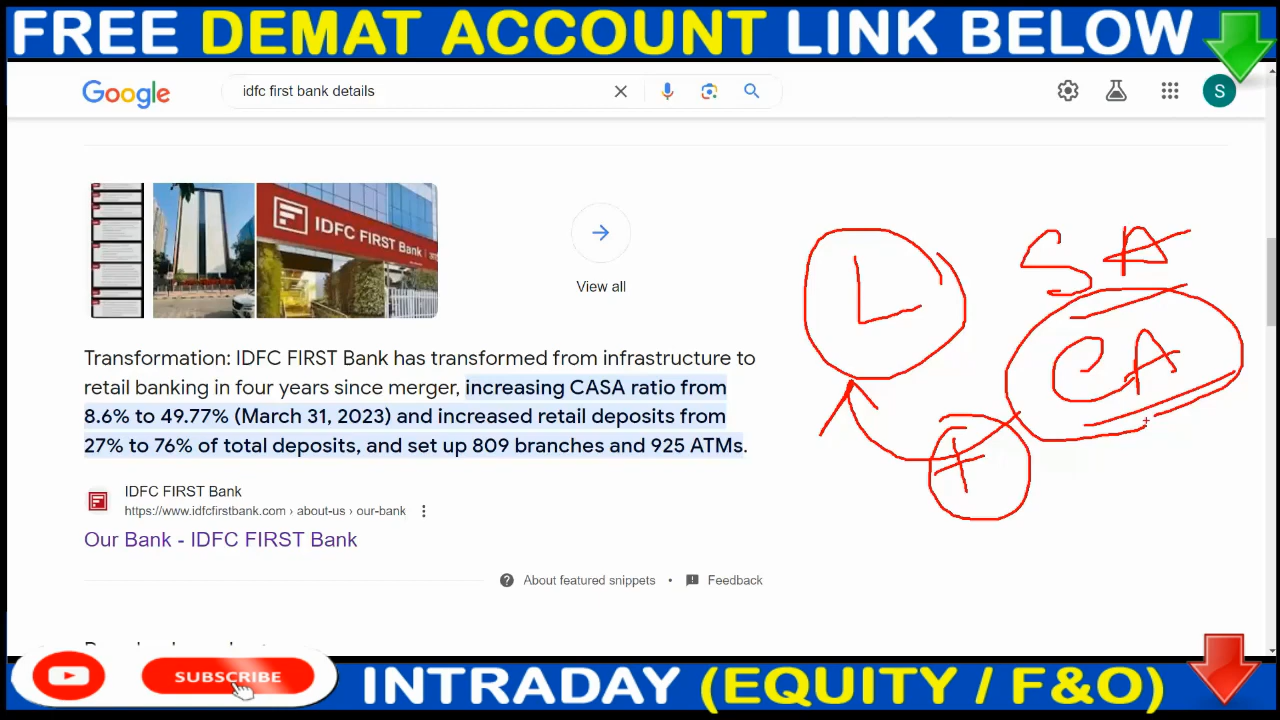 FREE DEMAT ACCOUNT LINK BELOW
Google
idfc first bank details
S
IDFC FIRST Bank
View all
Transformation: IDFC FIRST Bank has transformed from infrastructure to
retail banking in four years since merger, increasing CASA ratio from
8.6% to 49.77% (March 31, 2023) and increased retail deposits from
27% to 76% of total deposits, and set up 809 branches and 925 ATMs.
IDFC FIRST Bank
https://www.idfcfirstbank.com › about-us › our-bank
Our Bank - IDFC FIRST Bank
About featured snippets • Feedback
L
SA
CA
+
SUBSCRIBE
INTRADAY (EQUITY / F&O)